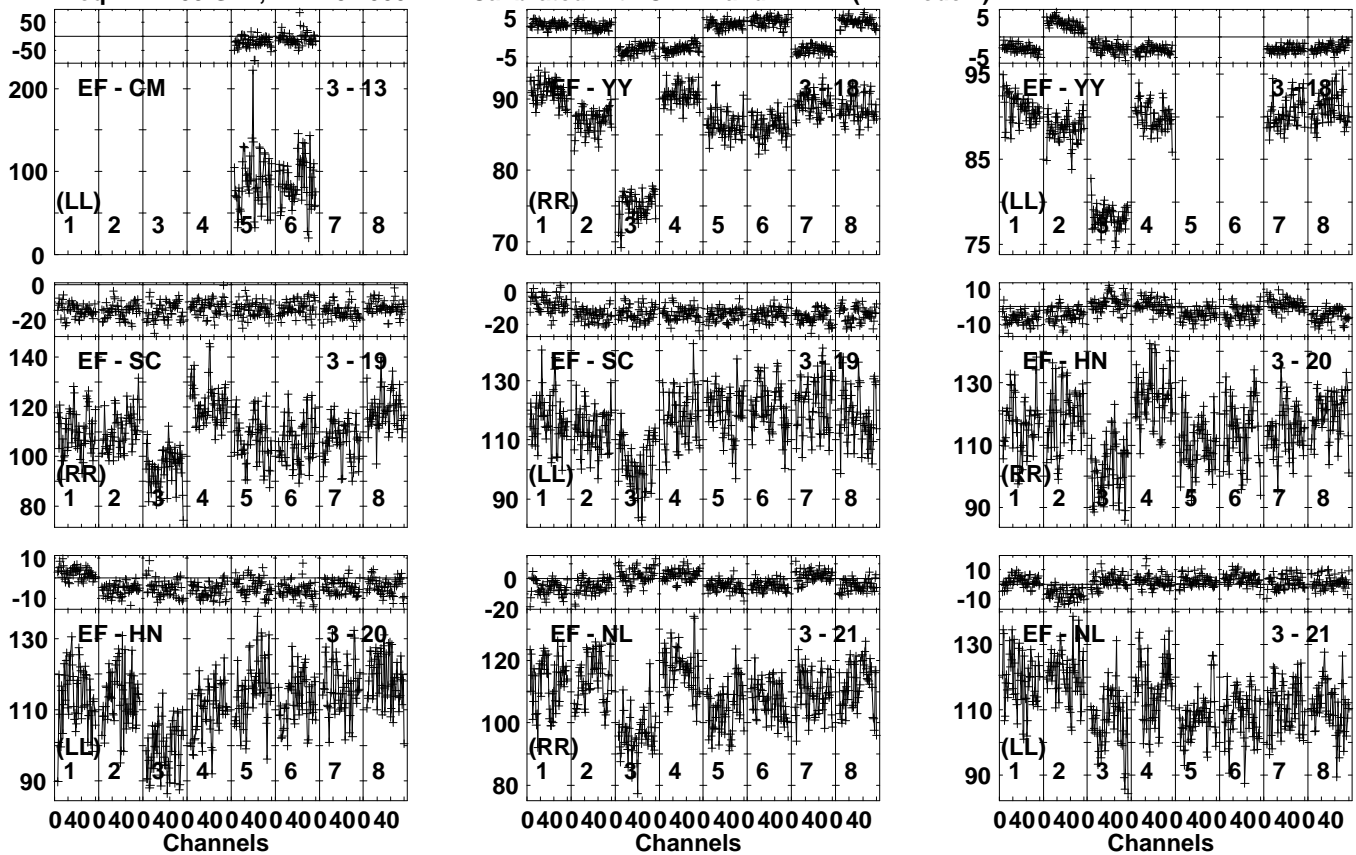 50
-50
EF - CM 3 - 13
200
100
(LL)
1 2 3 4 5 6 7 8
0
5
-5
EF - YY 3 - 18
90
80
(RR)
1 2 3 4 5 6 7 8
70
5
-5
95
EF - YY 3 - 18
85
(LL)
1 2 3 4 5 6 7 8
75
0
-20
140
EF - SC 3 - 19
120
100
(RR)
1 2 3 4 5 6 7 8
80
0
-20
EF - SC 3 - 19
130
110
(LL)
1 2 3 4 5 6 7 8
90
10
-10
EF - HN 3 - 20
130
110
(RR)
1 2 3 4 5 6 7 8
90
10
-10
EF - HN 3 - 20
130
110
(LL)
1 2 3 4 5 6 7 8
90
0
-20
EF - NL 3 - 21
120
100
(RR)
1 2 3 4 5 6 7 8
80
10
-10
EF - NL 3 - 21
130
110
(LL)
1 2 3 4 5 6 7 8
90
0 40 0 40 0 40 0 40 0 40 0 40 0 40 0 40
Channels
0 40 0 40 0 40 0 40 0 40 0 40 0 40 0 40
Channels
0 40 0 40 0 40 0 40 0 40 0 40 0 40 0 40
Channels